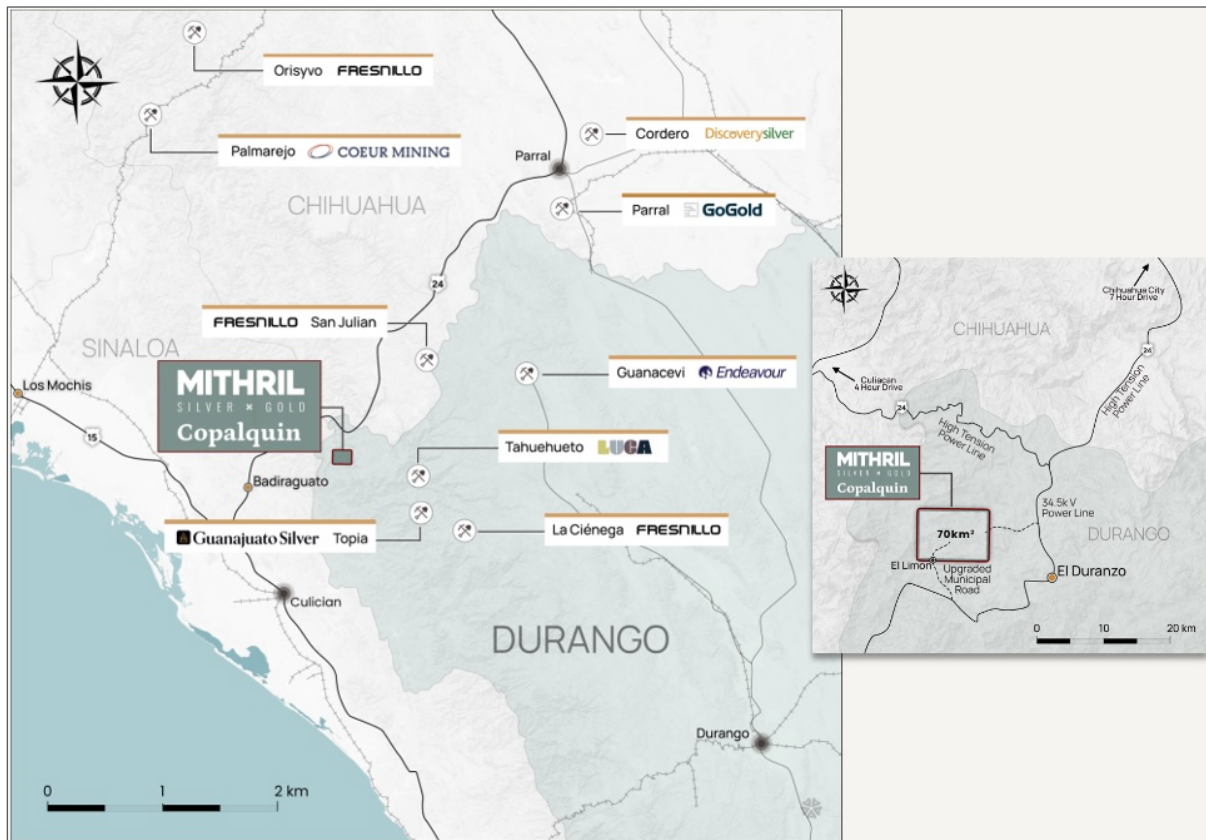 Orisyvo FRESNILLO
Palmarejo COEUR MINING
Cordero Discoverysilver
Parral
CHIHUAHUA
Parral GoGold
24
FRESNILLO San Julian
SINALOA
MITHRIL
SILVER × GOLD
Copalquin
Los Mochis
15
Guanacevi Endeavour
Tahuehueto LUCA
Badiraguato
Guanajuato Silver Topia
La Ciénega FRESNILLO
Culician
DURANGO
Durango
0 1 2 km
Chihuahua City
7 Hour Drive
CHIHUAHUA
Culiacan
4 Hour Drive
24
High Tension
Power Line
24
High Tension
Power Line
MITHRIL
SILVER × GOLD
Copalquin
34.5k V
Power Line
70km²
DURANGO
El Limon
Upgraded
Municipal
Road
El Duranzo
0 10 20 km